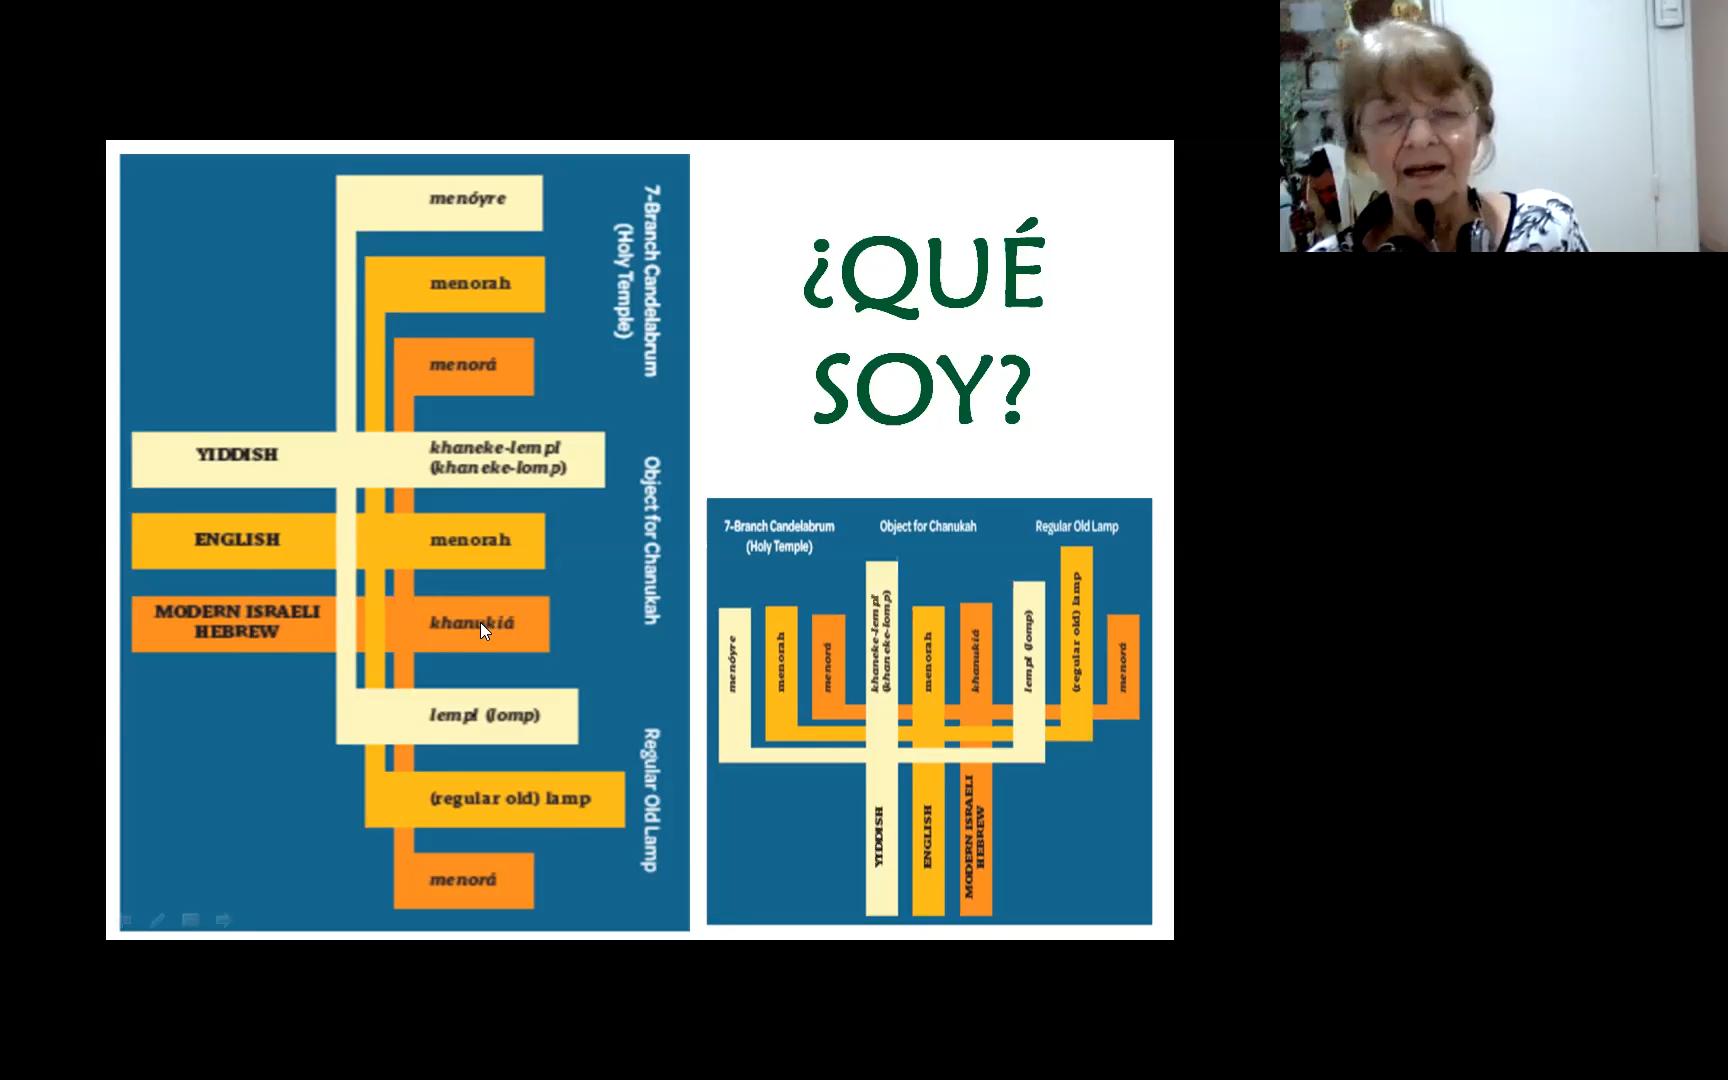 menóyre
menorah
menorá
7-Branch Candelabrum
(Holy Temple)
YIDDISH
khaneke-lempl
(khaneke-lomp)
ENGLISH
menorah
MODERN ISRAELI
HEBREW
khanukiá
Object for Chanukah
lempl (lomp)
(regular old) lamp
menorá
Regular Old Lamp
¿QUÉ
SOY?
7-Branch Candelabrum
(Holy Temple)
Object for Chanukah
Regular Old Lamp
menóyre
menorah
menorá
khaneke-lempl
(khaneke-lomp)
menorah
khanukiá
lempl (lomp)
(regular old) lamp
menorá
YIDDISH
ENGLISH
MODERN ISRAELI
HEBREW